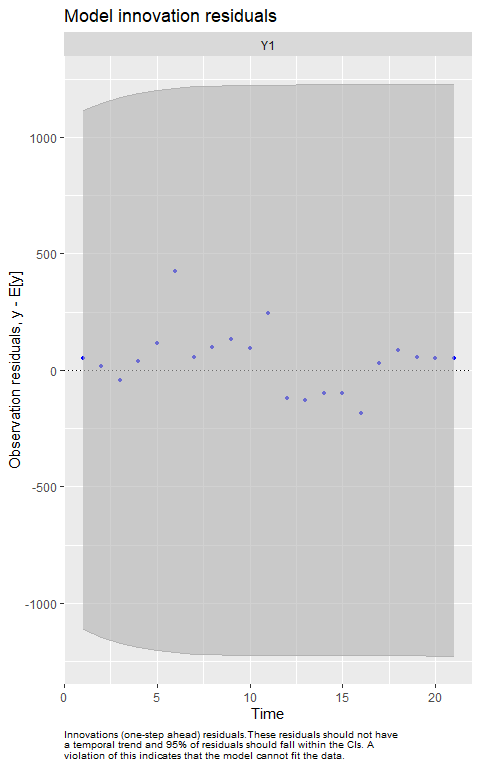 Model innovation residuals
Y1
Observation residuals, y - E[y]
1000
500
0
-500
-1000
0 5 10 15 20
Time
Innovations (one-step ahead) residuals.These residuals should not have
a temporal trend and 95% of residuals should fall within the CIs. A
violation of this indicates that the model cannot fit the data.